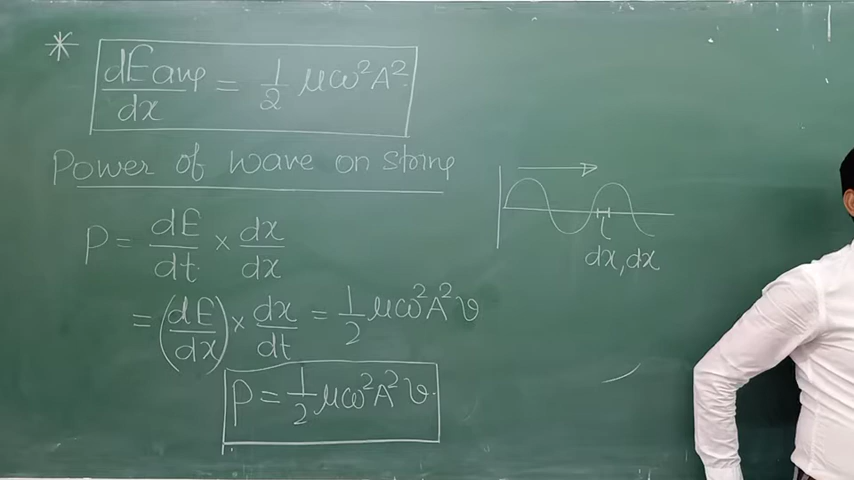 * dEavg/dx = 1/2 μω²A²
Power of wave on string
P = dE/dt × dx/dx
= (dE/dx) × dx/dt = 1/2 μω²A²v
P = 1/2 μω²A²v.
dx, dx